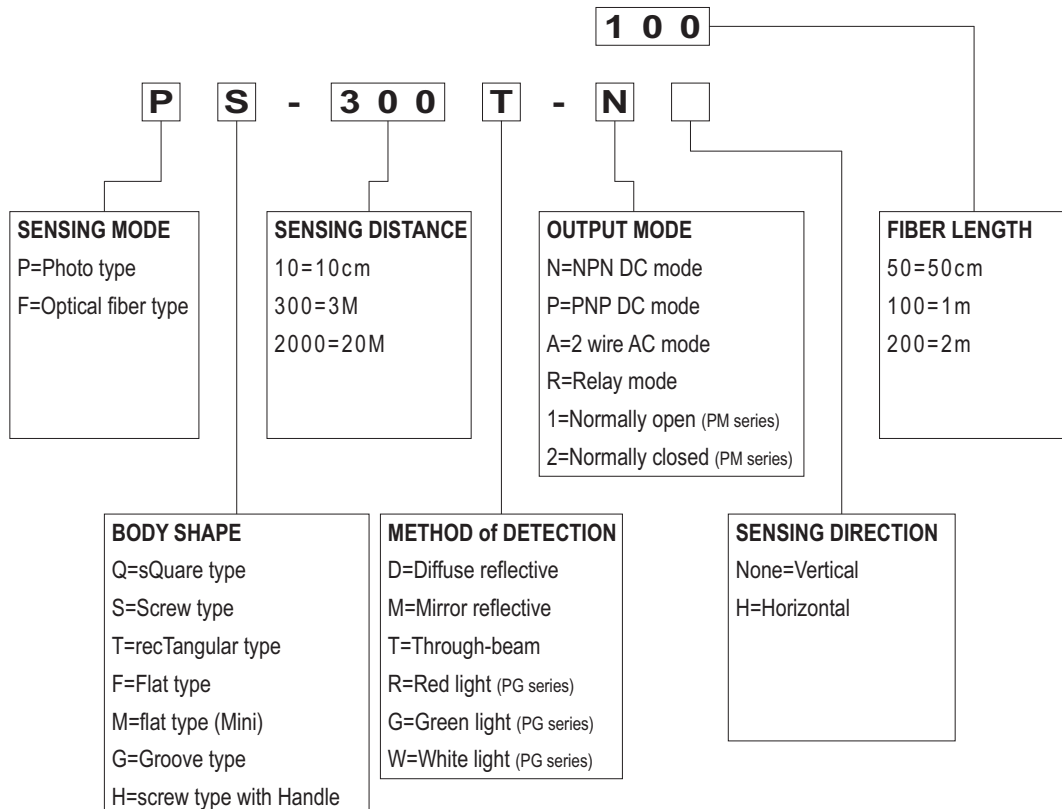 1 0 0
P S - 3 0 0 T - N
SENSING MODE
P=Photo type
F=Optical fiber type
SENSING DISTANCE
10=10cm
300=3M
2000=20M
OUTPUT MODE
N=NPN DC mode
P=PNP DC mode
A=2 wire AC mode
R=Relay mode
1=Normally open (PM series)
2=Normally closed (PM series)
FIBER LENGTH
50=50cm
100=1m
200=2m
BODY SHAPE
Q=sQuare type
S=Screw type
T=recTangular type
F=Flat type
M=flat type (Mini)
G=Groove type
H=screw type with Handle
METHOD of DETECTION
D=Diffuse reflective
M=Mirror reflective
T=Through-beam
R=Red light (PG series)
G=Green light (PG series)
W=White light (PG series)
SENSING DIRECTION
None=Vertical
H=Horizontal